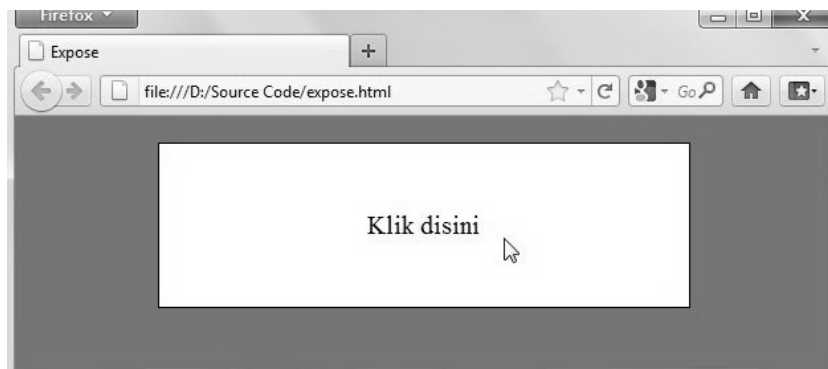 Firefox
Expose
file:///D:/Source Code/expose.html
Go
Klik disini